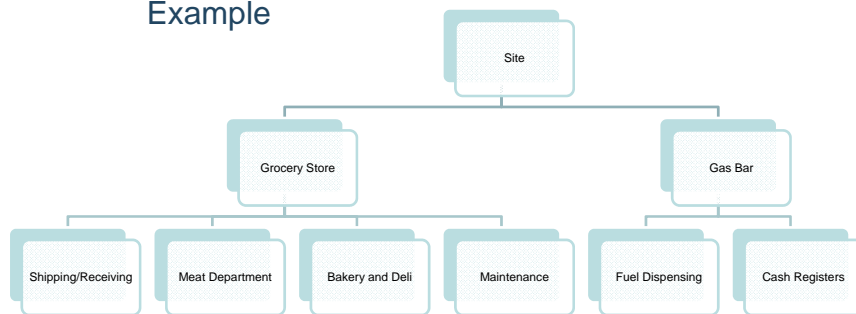 Example
Site
Grocery Store
Gas Bar
Shipping/Receiving
Meat Department
Bakery and Deli
Maintenance
Fuel Dispensing
Cash Registers